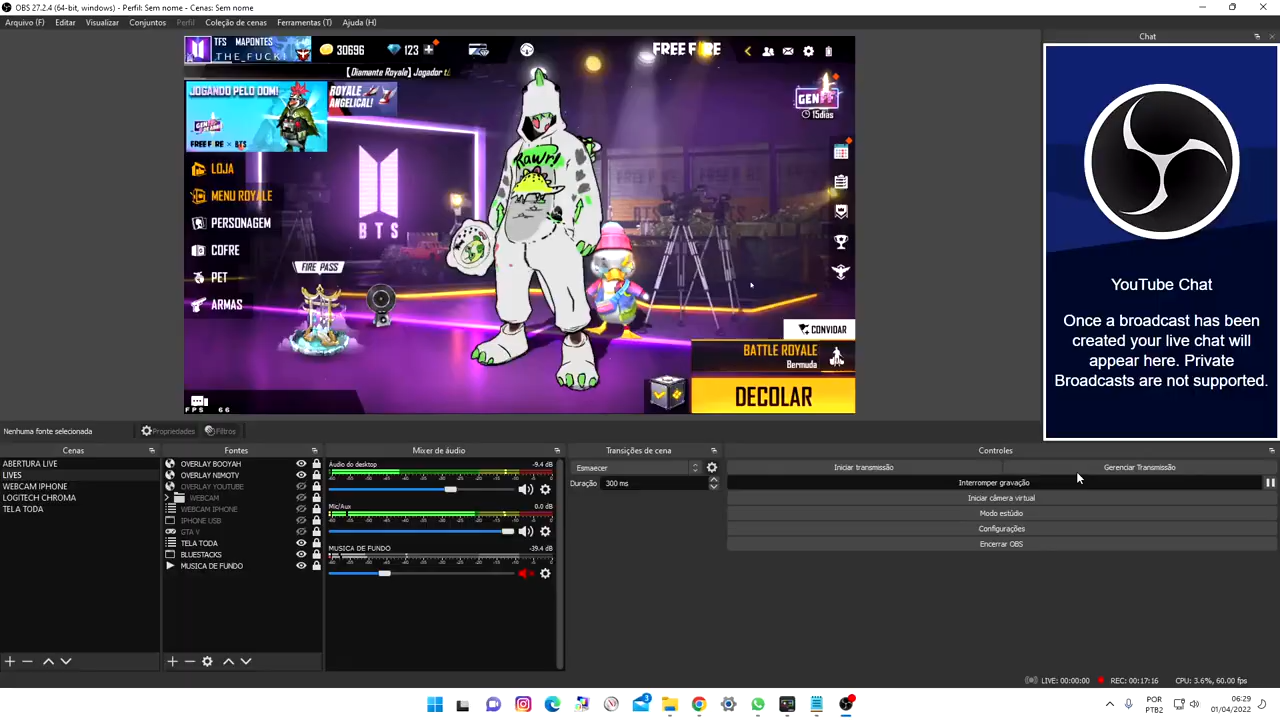 OBS 27.2.4 (64-bit, windows) - Perfil: Sem nome - Cenas: Sem nome
Arquivo (F) Editar Visualizar Conjuntos Perfil Coleção de cenas Ferramentas (T) Ajuda (H)
Chat
TFS MAPONTES
THE_FUCK!
30696
123
FREE FIRE
[Diamante Royale] Jogador
JOGANDO PELO DOM!
FREE FIRE × BTS
ROYALE
ANGELICAL!
GENFF
15dias
LOJA
MENU ROYALE
PERSONAGEM
COFRE
PET
ARMAS
BTS
FIRE PASS
Rawr!
CONVIDAR
BATTLE ROYALE
Bermuda
DECOLAR
FPS 66
YouTube Chat
Once a broadcast has been
created your live chat will
appear here. Private
Broadcasts are not supported.
Nenhuma fonte selecionada
Propriedades
Filtros
Cenas
ABERTURA LIVE
LIVES
WEBCAM IPHONE
LOGITECH CHROMA
TELA TODA
Fontes
OVERLAY BOOYAH
OVERLAY NIMOTV
OVERLAY YOUTUBE
WEBCAM
WEBCAM IPHONE
IPHONE USB
GTA V
TELA TODA
BLUESTACKS
MUSICA DE FUNDO
Mixer de áudio
Áudio do desktop -9.4 dB
Mic/Aux 0.0 dB
MUSICA DE FUNDO -39.4 dB
Transições de cena
Esmaecer
Duração 300 ms
Controles
Iniciar transmissão
Gerenciar Transmissão
Interromper gravação
Iniciar câmera virtual
Modo estúdio
Configurações
Encerrar OBS
LIVE: 00:00:00
REC: 00:17:16
CPU: 3.6%, 60.00 fps
3
POR
PTB2
06:29
01/04/2022